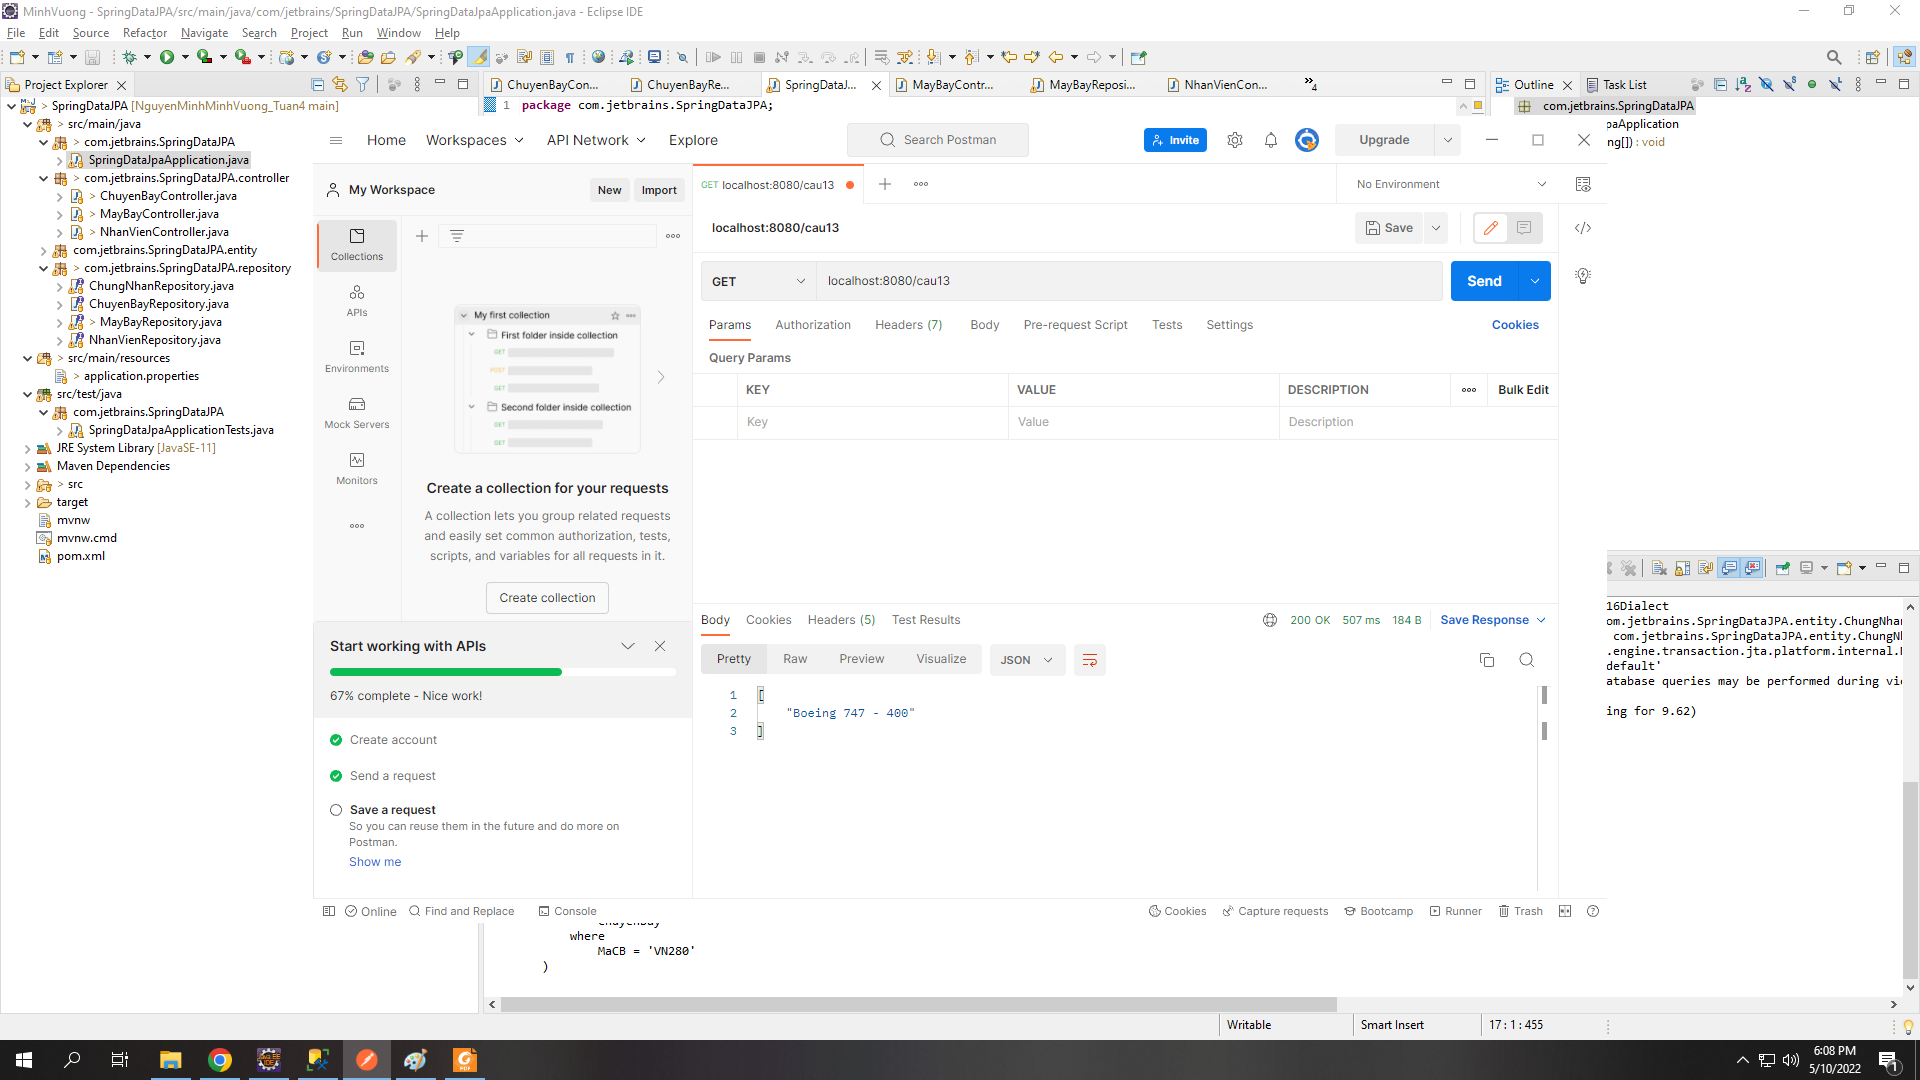 MinhVuong - SpringDataJPA/src/main/java/com/jetbrains/SpringDataJPA/SpringDataJpaApplication.java - Eclipse IDE
File Edit Source Refactor Navigate Search Project Run Window Help
Project Explorer
ChuyenBayCon...
ChuyenBayRe...
SpringDataJ...
MayBayContr...
MayBayReposi...
NhanVienCon...
4
Outline
Task List
> SpringDataJPA [NguyenMinhMinhVuong_Tuan4 main]
> src/main/java
> com.jetbrains.SpringDataJPA
SpringDataJpaApplication.java
> com.jetbrains.SpringDataJPA.controller
> ChuyenBayController.java
> MayBayController.java
> NhanVienController.java
com.jetbrains.SpringDataJPA.entity
> com.jetbrains.SpringDataJPA.repository
ChungNhanRepository.java
ChuyenBayRepository.java
> MayBayRepository.java
NhanVienRepository.java
> src/main/resources
> application.properties
src/test/java
com.jetbrains.SpringDataJPA
SpringDataJpaApplicationTests.java
JRE System Library [JavaSE-11]
Maven Dependencies
> src
target
mvnw
mvnw.cmd
pom.xml
1 package com.jetbrains.SpringDataJPA;
com.jetbrains.SpringDataJPA
paApplication
ng[]) : void
Home Workspaces API Network Explore
Search Postman
Invite
Upgrade
My Workspace
New
Import
GET localhost:8080/cau13
No Environment
localhost:8080/cau13
Save
GET
localhost:8080/cau13
Send
Params Authorization Headers (7) Body Pre-request Script Tests Settings
Cookies
Query Params
KEY VALUE DESCRIPTION
Bulk Edit
Key Value Description
Collections
APIs
Environments
Mock Servers
Monitors
My first collection
First folder inside collection
GET
POST
GET
Second folder inside collection
GET
GET
Create a collection for your requests
A collection lets you group related requests
and easily set common authorization, tests,
scripts, and variables for all requests in it.
Create collection
Start working with APIs
67% complete - Nice work!
Create account
Send a request
Save a request
So you can reuse them in the future and do more on
Postman.
Show me
Body Cookies Headers (5) Test Results
200 OK 507 ms 184 B
Save Response
Pretty Raw Preview Visualize
JSON
1 [
2 "Boeing 747 - 400"
3 ]
Online
Find and Replace
Console
Cookies
Capture requests
Bootcamp
Runner
Trash
16Dialect
om.jetbrains.SpringDataJPA.entity.ChungNhan
com.jetbrains.SpringDataJPA.entity.ChungN
.engine.transaction.jta.platform.internal.
default'
atabase queries may be performed during vi
ing for 9.62)
where
MaCB = 'VN280'
)
Writable
Smart Insert
17 : 1 : 455
6:08 PM
5/10/2022
1